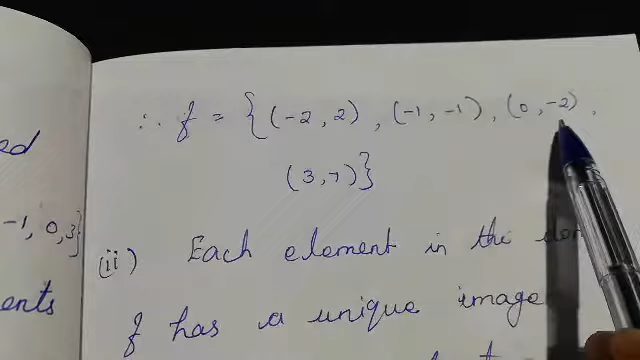 ∴ f = {(-2, 2), (-1, -1), (0, -2),
(3, 7)}
-1, 0, 3}
(ii) Each element in the
ents
f has a unique image